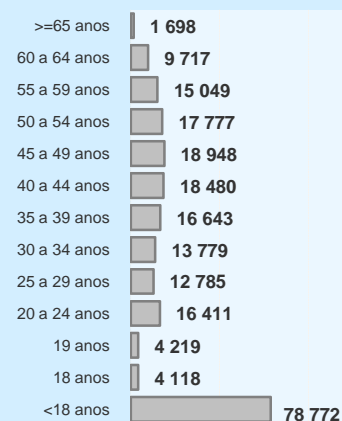 >=65 anos 1 698
60 a 64 anos 9 717
55 a 59 anos 15 049
50 a 54 anos 17 777
45 a 49 anos 18 948
40 a 44 anos 18 480
35 a 39 anos 16 643
30 a 34 anos 13 779
25 a 29 anos 12 785
20 a 24 anos 16 411
19 anos 4 219
18 anos 4 118
<18 anos 78 772